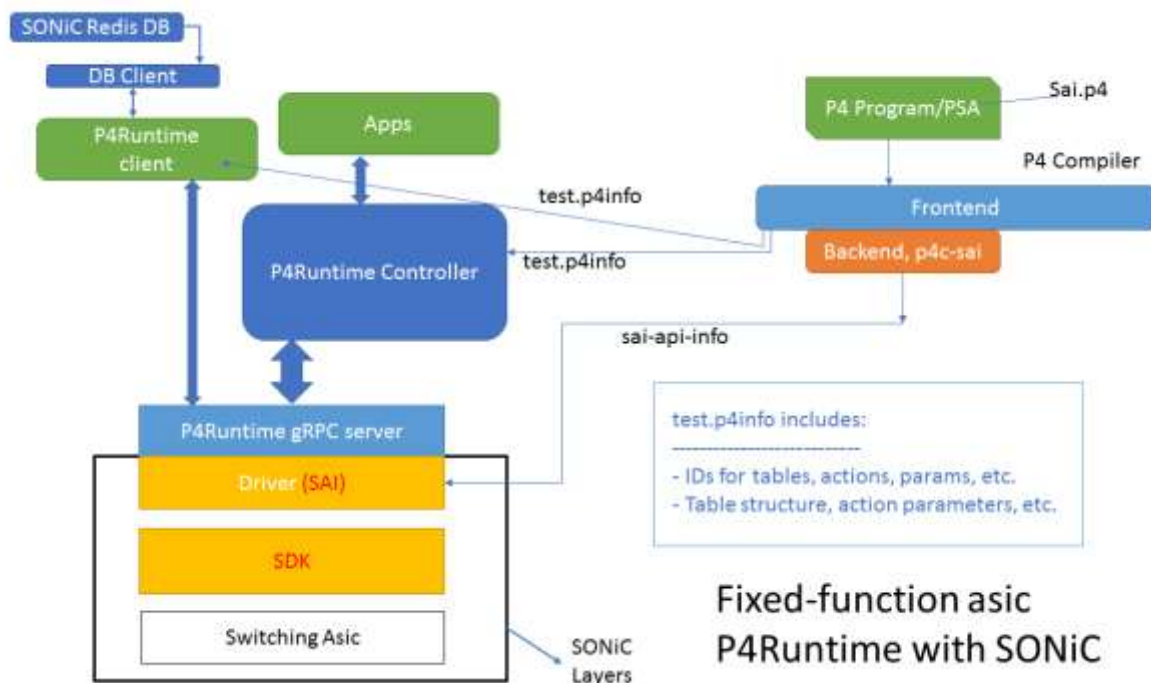 SONiC Redis DB
DB Client
P4Runtime
client
Apps
P4Runtime Controller
P4Runtime gRPC server
Driver (SAI)
SDK
Switching Asic
SONiC
Layers
Sai.p4
P4 Program/PSA
P4 Compiler
Frontend
Backend, p4c-sai
test.p4info
test.p4info
sai-api-info
test.p4info includes:
----------------------------
- IDs for tables, actions, params, etc.
- Table structure, action parameters, etc.
Fixed-function asic
P4Runtime with SONiC